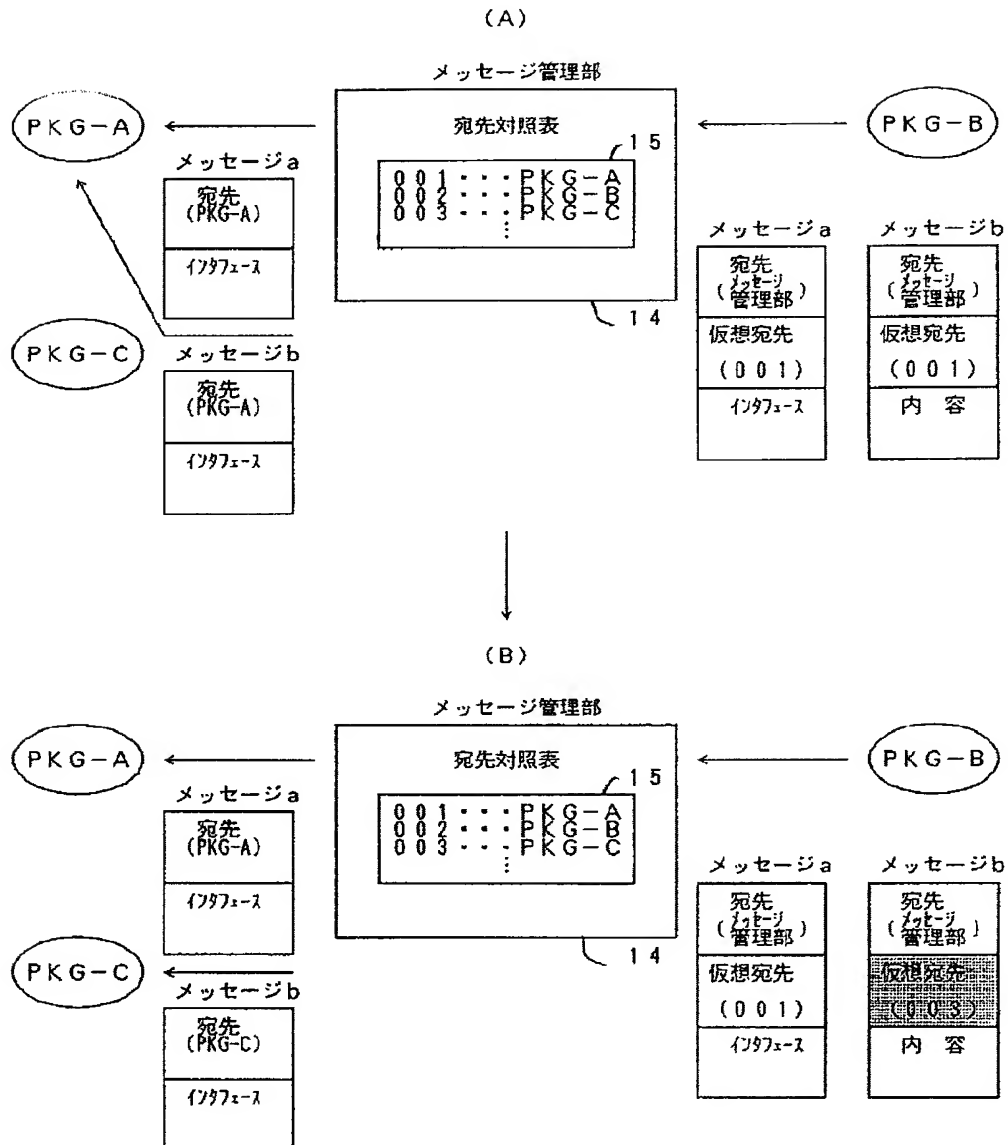 (A)
メッセージ管理部
PKG-A
宛先対照表
15
001・・・PKG-A
002・・・PKG-B
003・・・PKG-C
⋮
14
PKG-B
メッセージa
宛先
(PKG-A)
インタフェース
PKG-C
メッセージb
宛先
(PKG-A)
インタフェース
メッセージa
宛先
(メッセージ
管理部)
仮想宛先
(001)
インタフェース
メッセージb
宛先
(メッセージ
管理部)
仮想宛先
(001)
内 容
(B)
メッセージ管理部
PKG-A
宛先対照表
15
001・・・PKG-A
002・・・PKG-B
003・・・PKG-C
⋮
14
PKG-B
メッセージa
宛先
(PKG-A)
インタフェース
PKG-C
メッセージb
宛先
(PKG-C)
インタフェース
メッセージa
宛先
(メッセージ
管理部)
仮想宛先
(001)
インタフェース
メッセージb
宛先
(メッセージ
管理部)
仮想宛先
(003)
内 容